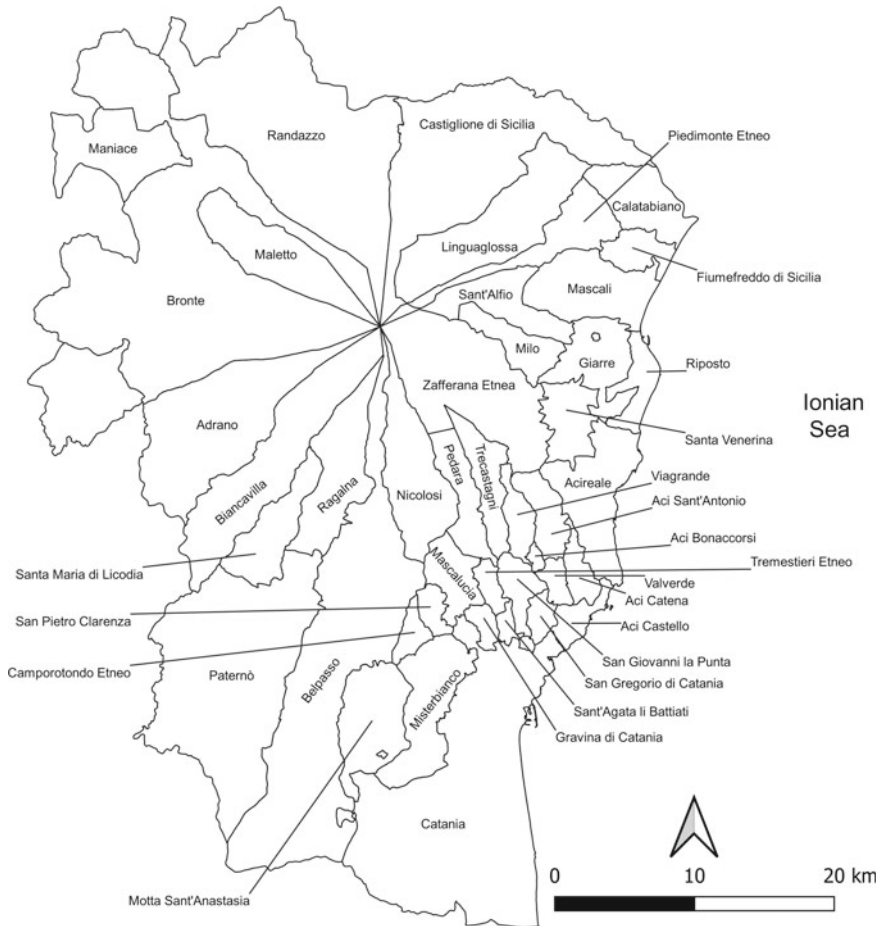 Piedimonte Etneo
Randazzo
Castiglione di Sicilia
Maniace
Calatabiano
Linguaglossa
Maletto
Fiumefreddo di Sicilia
Sant'Alfio
Mascali
Bronte
Milo
Giarre
Riposto
Zafferana Etnea
Ionian
Sea
Adrano
Santa Venerina
Pedara
Trecastagni
Acireale
Viagrande
Biancavilla
Ragalna
Nicolosi
Aci Sant'Antonio
Aci Bonaccorsi
Tremestieri Etneo
Santa Maria di Licodia
Mascalucia
Valverde
Aci Catena
San Pietro Clarenza
Aci Castello
San Giovanni la Punta
Camporotondo Etneo
Paternò
Belpasso
Misterbianco
San Gregorio di Catania
Sant'Agata li Battiati
Gravina di Catania
Catania
Motta Sant'Anastasia
0 10 20 km